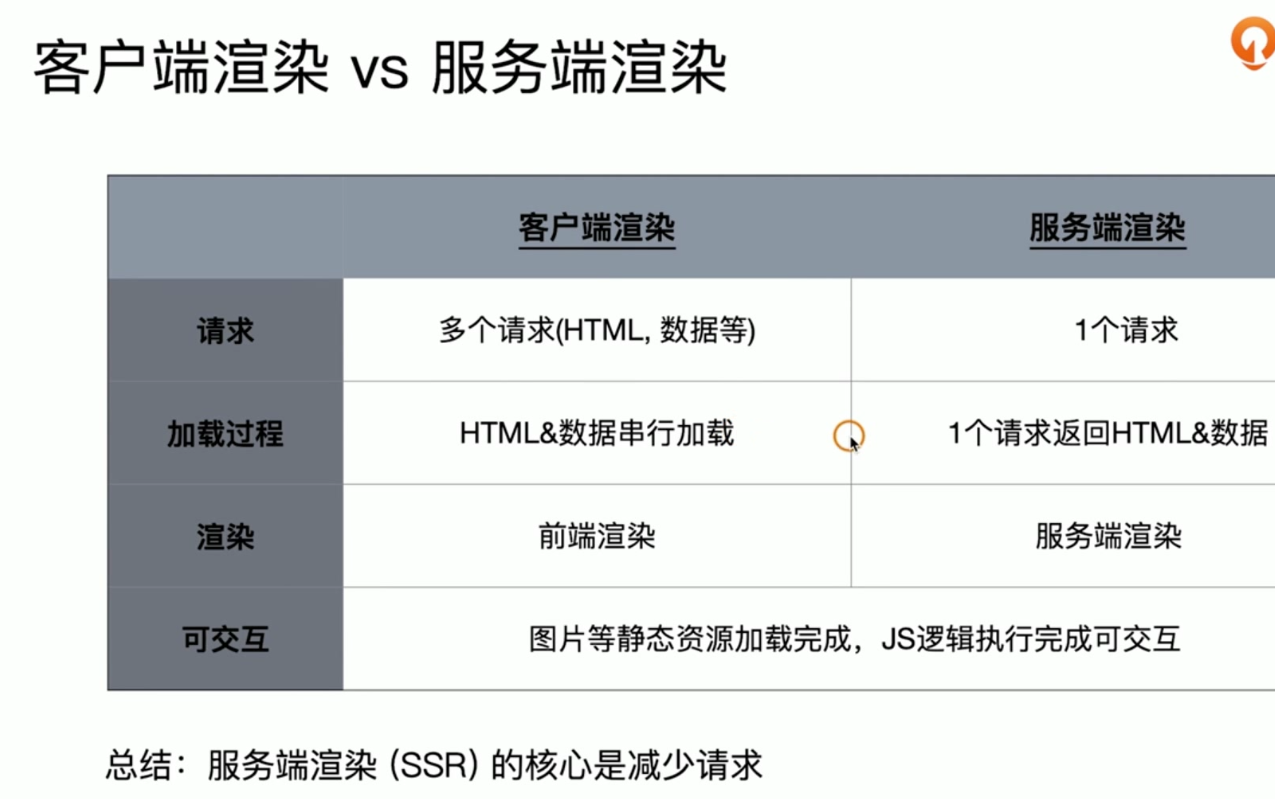 客户端渲染 vs 服务端渲染
客户端渲染 服务端渲染
请求 多个请求(HTML, 数据等) 1个请求
加载过程 HTML&数据串行加载 1个请求返回HTML&数据
渲染 前端渲染 服务端渲染
可交互 图片等静态资源加载完成，JS逻辑执行完成可交互
总结：服务端渲染 (SSR) 的核心是减少请求